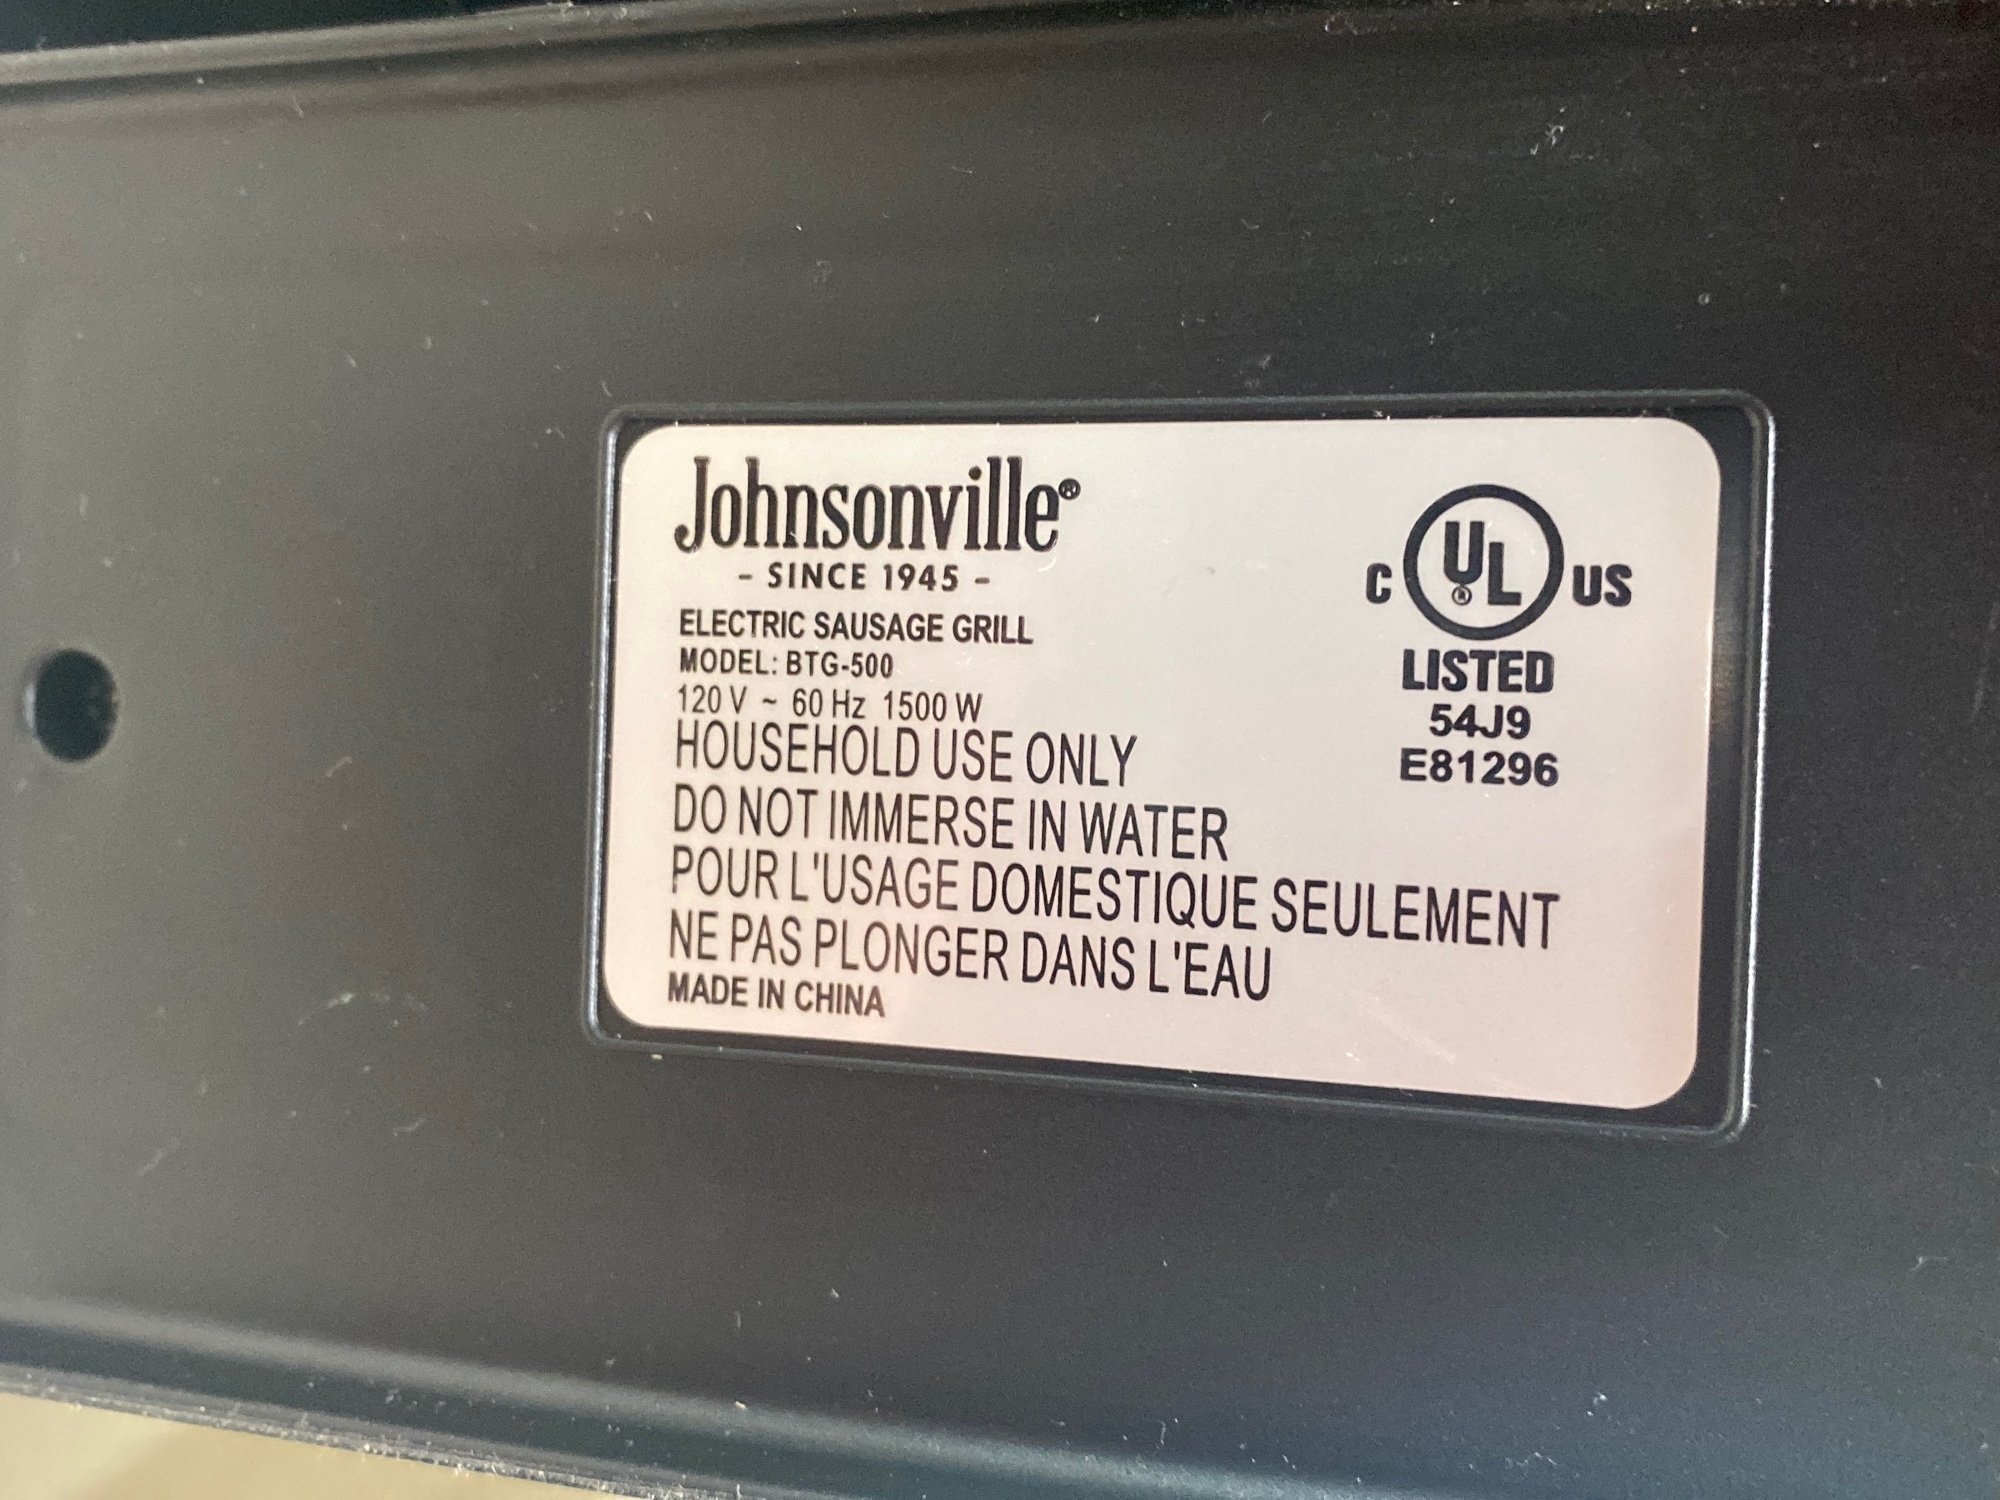 Johnsonville®
- SINCE 1945 -
ELECTRIC SAUSAGE GRILL
MODEL: BTG-500
120 V ~ 60 Hz 1500 W
HOUSEHOLD USE ONLY
DO NOT IMMERSE IN WATER
POUR L'USAGE DOMESTIQUE SEULEMENT
NE PAS PLONGER DANS L'EAU
MADE IN CHINA
C UL® US
LISTED
54J9
E81296